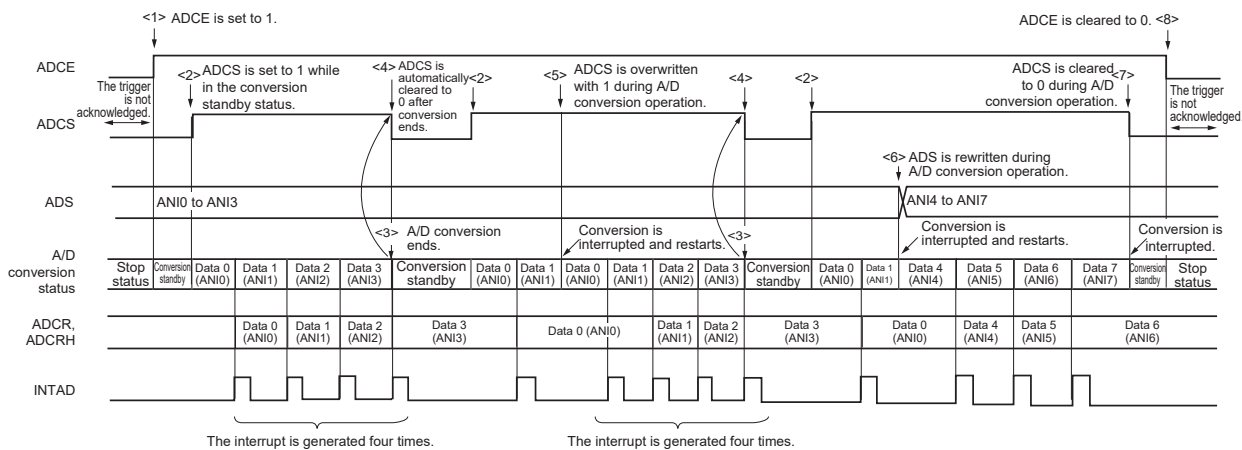 <1> ADCE is set to 1.
ADCE is cleared to 0. <8>
ADCE
The trigger
is not
acknowledged.
<2> ADCS is set to 1 while
in the conversion
standby status.
<4> ADCS is
automatically
cleared to
0 after
conversion
ends.
<2>
<5> ADCS is overwritten
with 1 during A/D
conversion operation.
<4>
<2>
ADCS is cleared <7>
to 0 during A/D
conversion operation.
The trigger
is not
acknowledged
ADCS
<6> ADS is rewritten during
A/D conversion operation.
ADS
ANI0 to ANI3
ANI4 to ANI7
<3> A/D conversion
ends.
Conversion is
interrupted and restarts.
<3>
Conversion is
interrupted and restarts.
Conversion is
interrupted.
A/D
conversion
status
Stop
status
Conversion
standby
Data 0
(ANI0)
Data 1
(ANI1)
Data 2
(ANI2)
Data 3
(ANI3)
Conversion
standby
Data 0
(ANI0)
Data 1
(ANI1)
Data 0
(ANI0)
Data 1
(ANI1)
Data 2
(ANI2)
Data 3
(ANI3)
Conversion
standby
Data 0
(ANI0)
Data 1
(ANI1)
Data 4
(ANI4)
Data 5
(ANI5)
Data 6
(ANI6)
Data 7
(ANI7)
Conversion
standby
Stop
status
ADCR,
ADCRH
Data 0
(ANI0)
Data 1
(ANI1)
Data 2
(ANI2)
Data 3
(ANI3)
Data 0 (ANI0)
Data 1
(ANI1)
Data 2
(ANI2)
Data 3
(ANI3)
Data 0
(ANI0)
Data 4
(ANI4)
Data 5
(ANI5)
Data 6
(ANI6)
INTAD
The interrupt is generated four times.
The interrupt is generated four times.